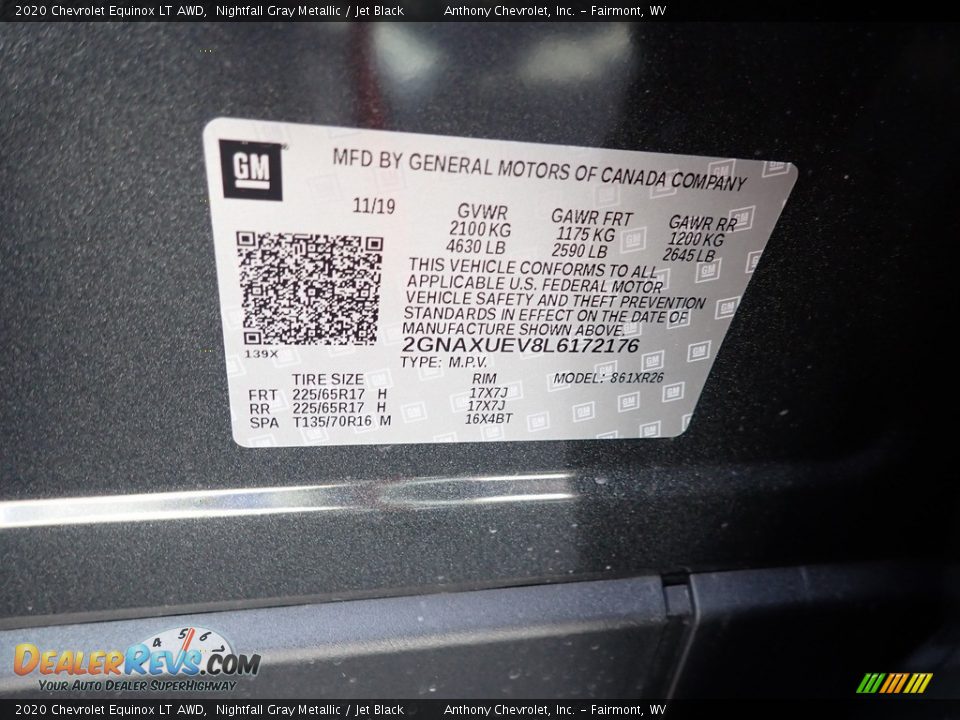 2020 Chevrolet Equinox LT AWD, Nightfall Gray Metallic / Jet Black Anthony Chevrolet, Inc. - Fairmont, WV
GM
MFD BY GENERAL MOTORS OF CANADA COMPANY
11/19 GVWR GAWR FRT GAWR RR
2100 KG 1175 KG 1200 KG
4630 LB 2590 LB 2645 LB
THIS VEHICLE CONFORMS TO ALL
APPLICABLE U.S. FEDERAL MOTOR
VEHICLE SAFETY AND THEFT PREVENTION
STANDARDS IN EFFECT ON THE DATE OF
MANUFACTURE SHOWN ABOVE.
139X 2GNAXUEV8L6172176
TYPE: M.P.V.
TIRE SIZE RIM MODEL: 861XR26
FRT 225/65R17 H 17X7J
RR 225/65R17 H 17X7J
SPA T135/70R16 M 16X4BT
4 5 6
DEALERREVS.COM
YOUR AUTO DEALER SUPERHIGHWAY
2020 Chevrolet Equinox LT AWD, Nightfall Gray Metallic / Jet Black Anthony Chevrolet, Inc. - Fairmont, WV